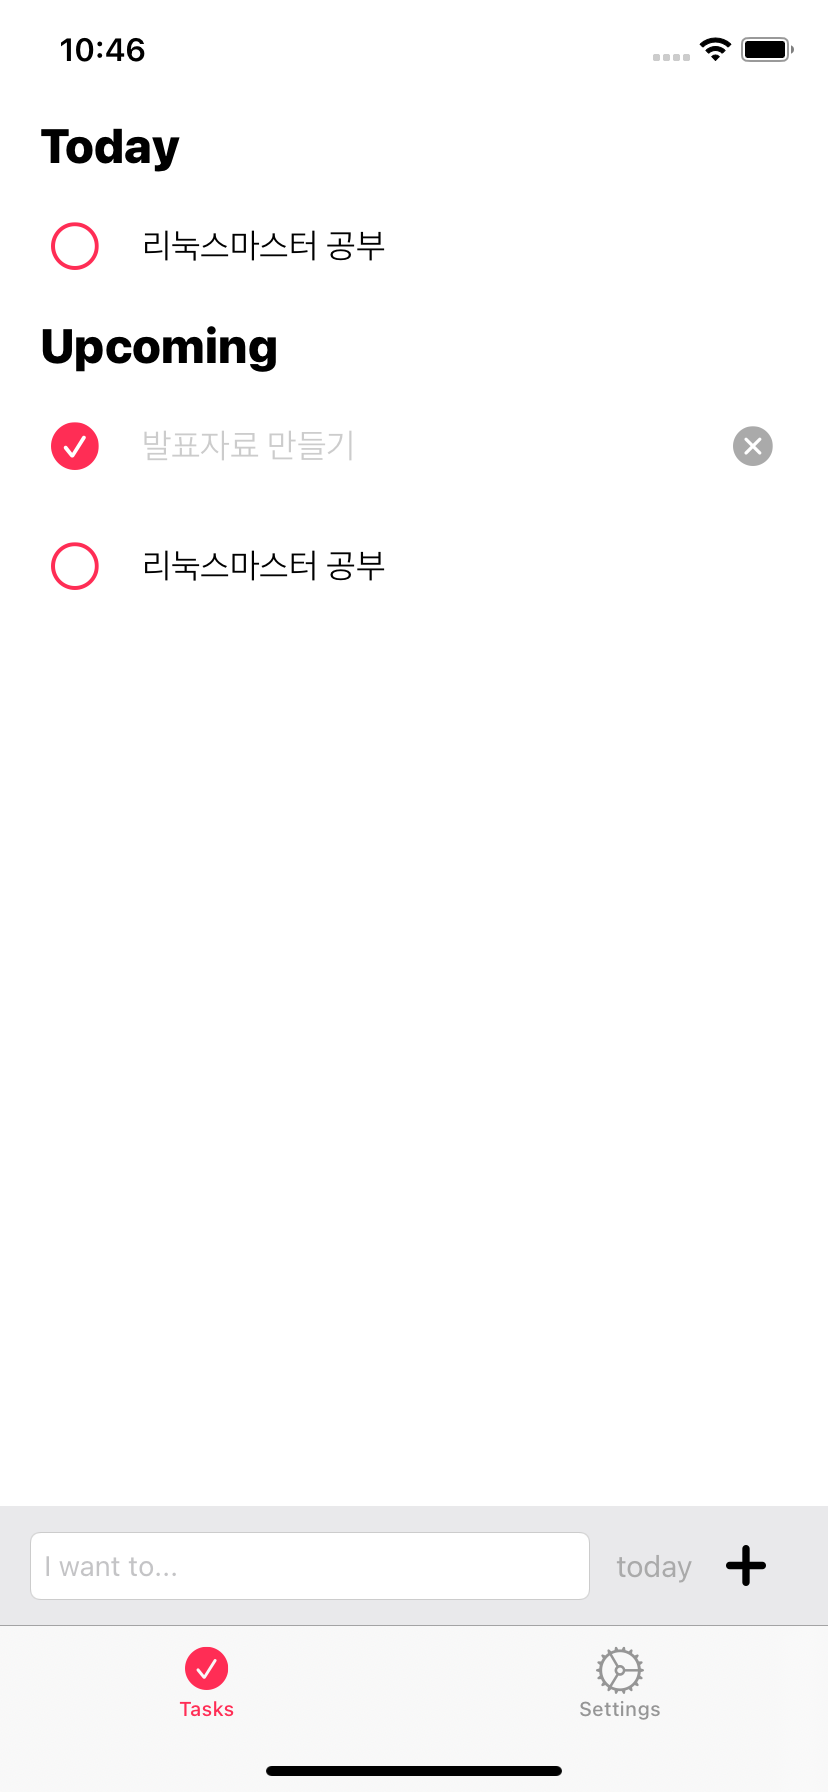 10:46
Today
리눅스마스터 공부
Upcoming
발표자료 만들기
리눅스마스터 공부
I want to...
today
Tasks
Settings